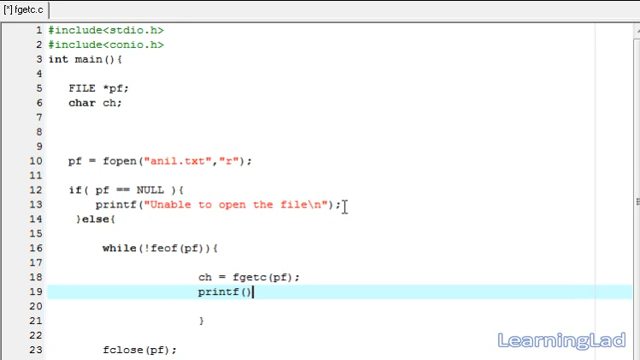 [*] fgetc.c
1 #include<stdio.h>
2 #include<conio.h>
3 int main(){
4
5 FILE *pf;
6 char ch;
7
8
9
10 pf = fopen("anil.txt","r");
11
12 if( pf == NULL ){
13 printf("Unable to open the file\n");
14 }else{
15
16 while(!feof(pf)){
17
18 ch = fgetc(pf);
19 printf()
20
21 }
22
23 fclose(pf);
LearningLad